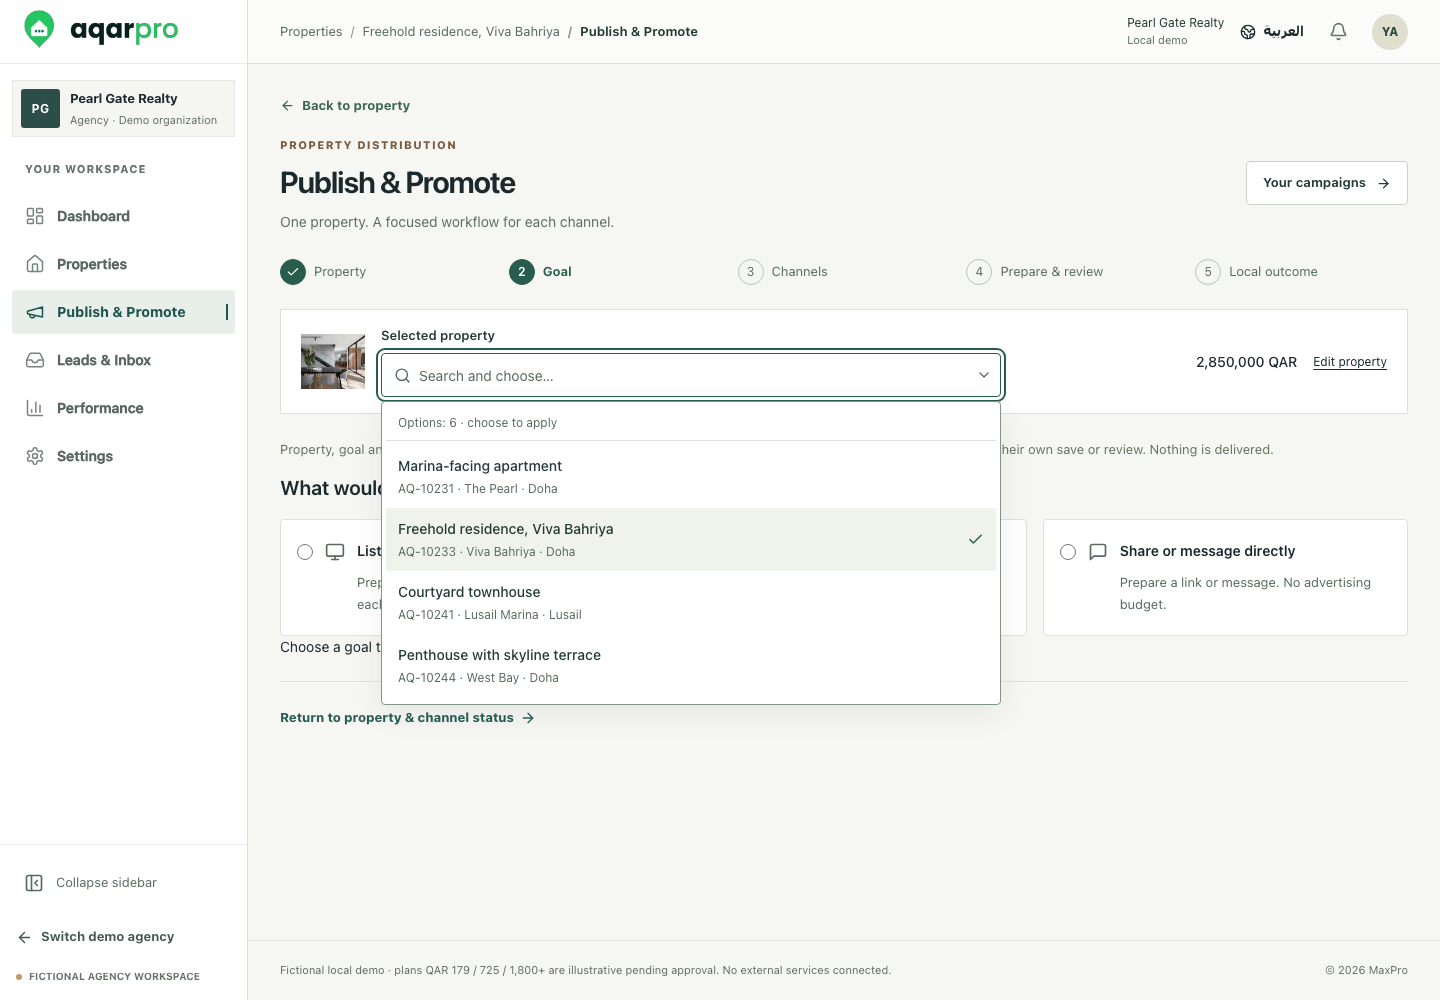 aqarpro
Properties / Freehold residence, Viva Bahriya / Publish & Promote
Pearl Gate Realty
Local demo
العربية
YA
PG
Pearl Gate Realty
Agency · Demo organization
YOUR WORKSPACE
Dashboard
Properties
Publish & Promote
Leads & Inbox
Performance
Settings
Collapse sidebar
Switch demo agency
FICTIONAL AGENCY WORKSPACE
Back to property
PROPERTY DISTRIBUTION
Publish & Promote
One property. A focused workflow for each channel.
Your campaigns
Property
2 Goal
3 Channels
4 Prepare & review
5 Local outcome
Selected property
Search and choose...
2,850,000 QAR
Edit property
Options: 6 · choose to apply
Marina-facing apartment
AQ-10231 · The Pearl · Doha
Freehold residence, Viva Bahriya
AQ-10233 · Viva Bahriya · Doha
Courtyard townhouse
AQ-10241 · Lusail Marina · Lusail
Penthouse with skyline terrace
AQ-10244 · West Bay · Doha
Property, goal
their own save or review. Nothing is delivered.
What would
List
Share or message directly
Prepare a link or message. No advertising
budget.
Choose a goal
Return to property & channel status
Fictional local demo · plans QAR 179 / 725 / 1,800+ are illustrative pending approval. No external services connected.
© 2026 MaxPro